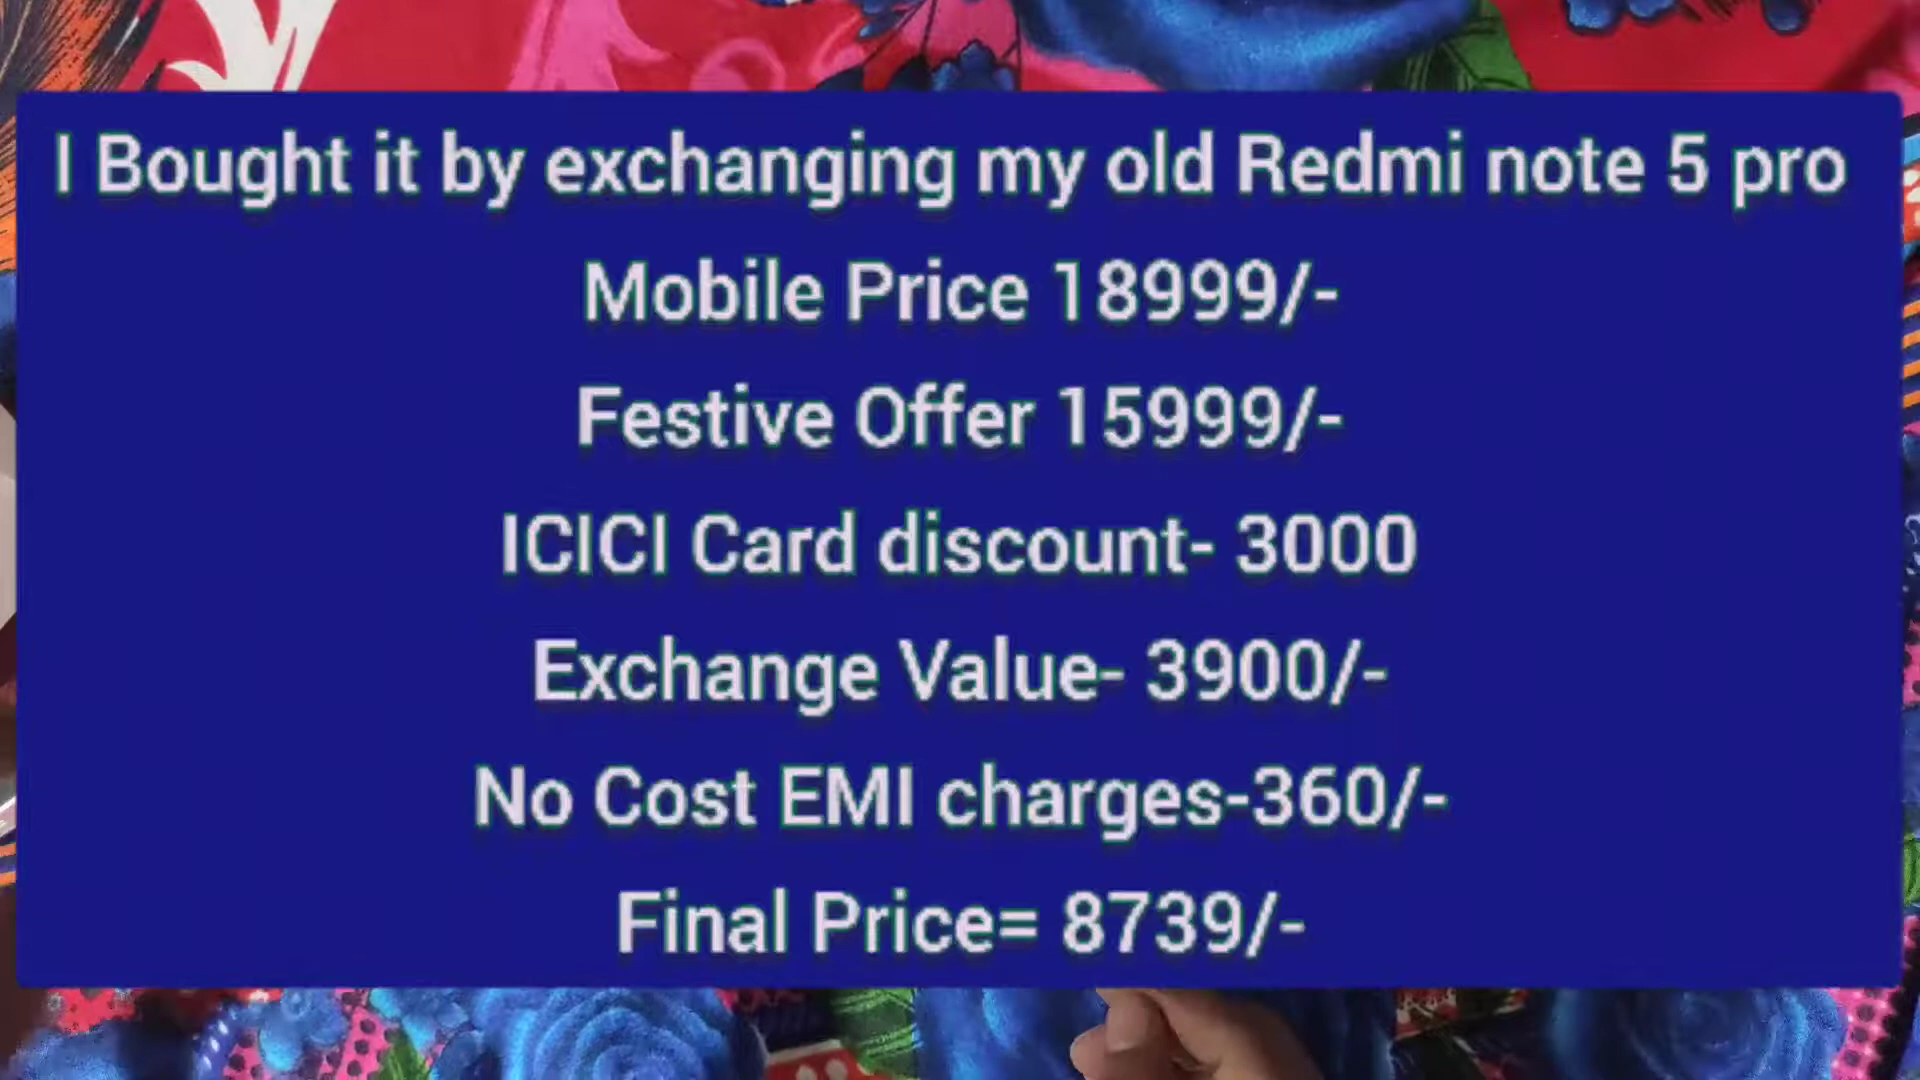 I Bought it by exchanging my old Redmi note 5 pro
Mobile Price 18999/-
Festive Offer 15999/-
ICICI Card discount- 3000
Exchange Value- 3900/-
No Cost EMI charges-360/-
Final Price= 8739/-